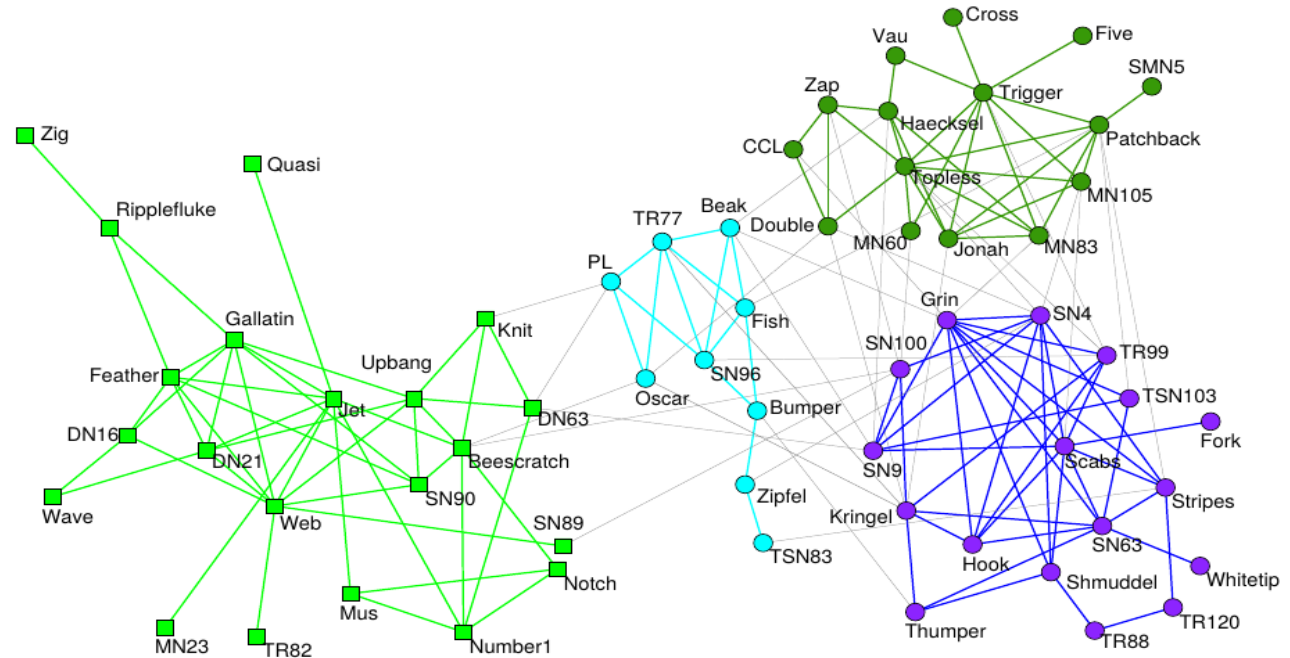 Cross
Five
Vau
SMN5
Zap
Trigger
Haecksel
Patchback
Zig
CCL
Quasi
Topless
MN105
Ripplefluke
TR77
Beak
Double
MN60
Jonah
MN83
PL
Grin
SN4
Gallatin
Knit
Fish
Upbang
SN100
TR99
Feather
SN96
Jet
Oscar
TSN103
Bumper
DN63
DN16
Fork
DN21
Beescratch
SN9
Scabs
SN90
Zipfel
Stripes
Wave
Web
SN89
Kringel
SN63
TSN83
Hook
Notch
Shmuddel
Whitetip
Mus
MN23
TR82
Number1
Thumper
TR88
TR120